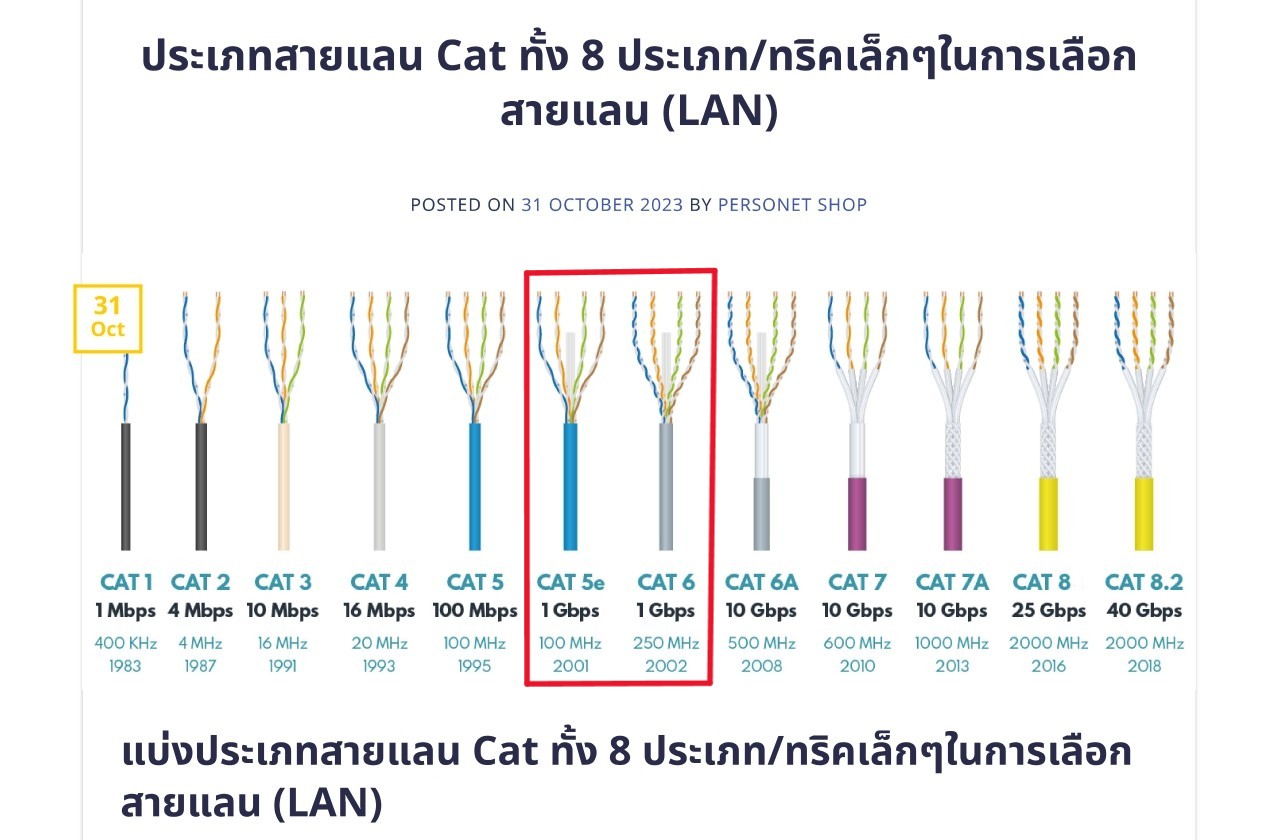 ประเภทสายแลน Cat ทั้ง 8 ประเภท/ทริคเล็กๆในการเลือก
สายแลน (LAN)
POSTED ON 31 OCTOBER 2023 BY PERSONET SHOP
31
Oct
CAT 1 CAT 2 CAT 3 CAT 4 CAT 5 CAT 5e CAT 6 CAT 6A CAT 7 CAT 7A CAT 8 CAT 8.2
1 Mbps 4 Mbps 10 Mbps 16 Mbps 100 Mbps 1 Gbps 1 Gbps 10 Gbps 10 Gbps 10 Gbps 25 Gbps 40 Gbps
400 KHz 4 MHz 16 MHz 20 MHz 100 MHz 100 MHz 250 MHz 500 MHz 600 MHz 1000 MHz 2000 MHz 2000 MHz
1983 1987 1991 1993 1995 2001 2002 2008 2010 2013 2016 2018
แบ่งประเภทสายแลน Cat ทั้ง 8 ประเภท/ทริคเล็กๆในการเลือก
สายแลน (LAN)